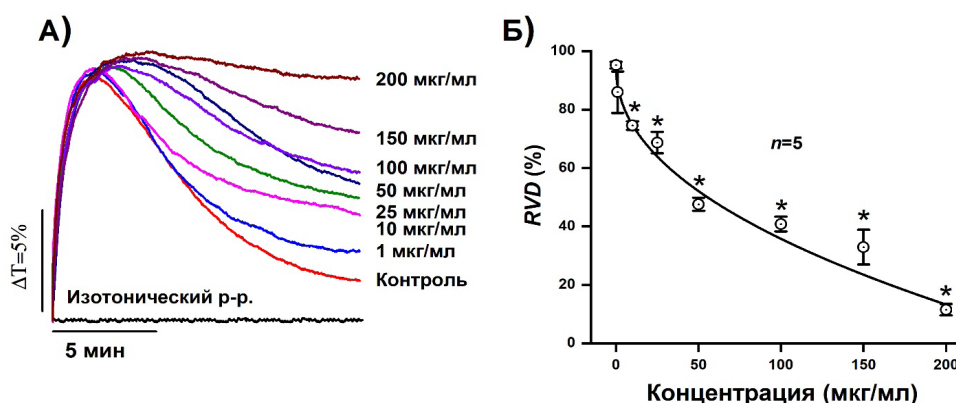 А)
200 мкг/мл
150 мкг/мл
100 мкг/мл
50 мкг/мл
25 мкг/мл
10 мкг/мл
1 мкг/мл
Контроль
ΔT=5%
Изотонический р-р.
5 мин
Б)
RVD (%)
100
80
60
40
20
0
n=5
*
*
*
*
*
*
0
50
100
150
200
Концентрация (мкг/мл)